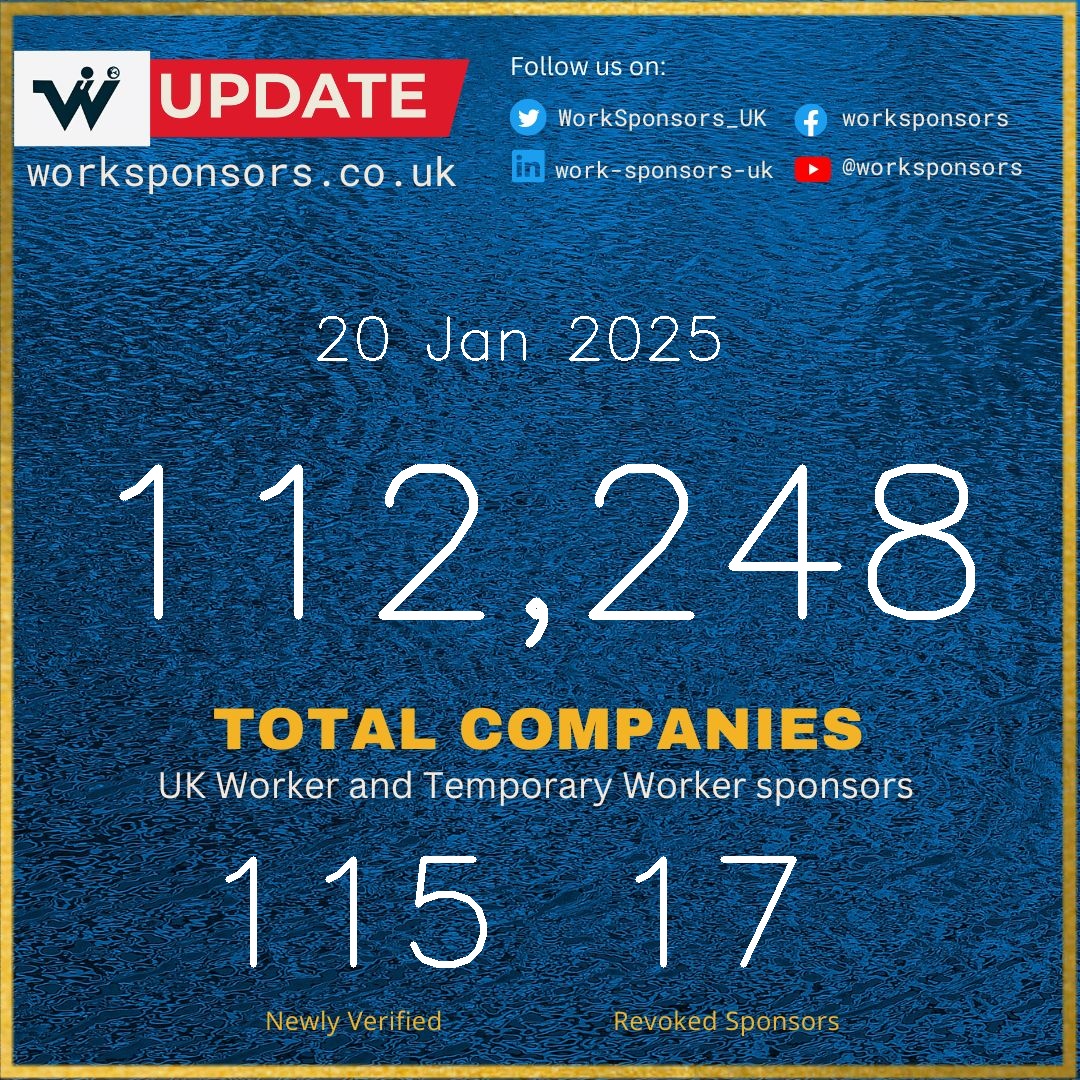 UPDATE
worksponsors.co.uk
Follow us on:
WorkSponsors_UK
worksponsors
work-sponsors-uk
@worksponsors
20 Jan 2025
112,248
TOTAL COMPANIES
UK Worker and Temporary Worker sponsors
115 17
Newly Verified Revoked Sponsors